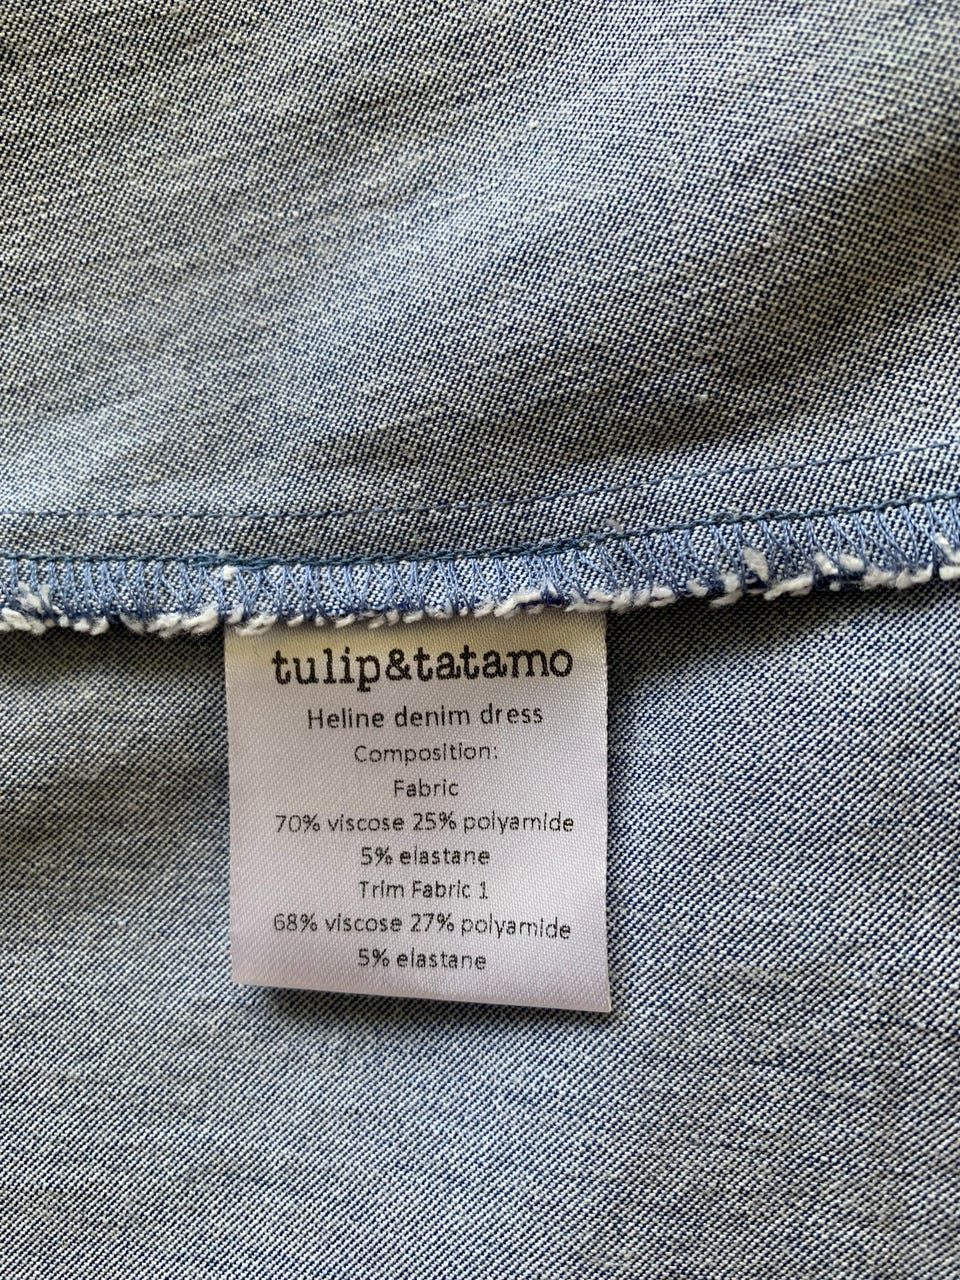 tulip&tatamo
Heline denim dress
Composition:
Fabric
70% viscose 25% polyamide
5% elastane
Trim Fabric 1
68% viscose 27% polyamide
5% elastane